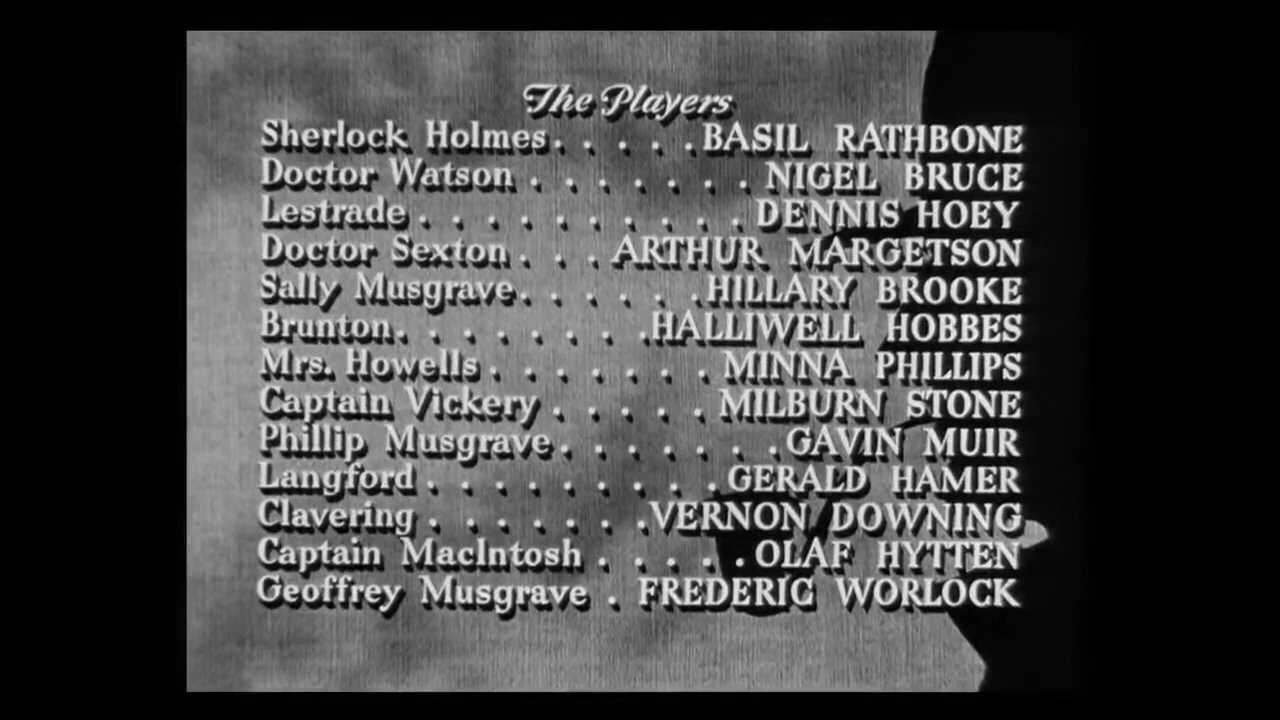 The Players
Sherlock Holmes. . . . . BASIL RATHBONE
Doctor Watson . . . . . . . NIGEL BRUCE
Lestrade . . . . . . . . . . DENNIS HOEY
Doctor Sexton . . . ARTHUR MARGETSON
Sally Musgrave. . . . . . HILLARY BROOKE
Brunton. . . . . . . . HALLIWELL HOBBES
Mrs. Howells . . . . . . . MINNA PHILLIPS
Captain Vickery . . . . . MILBURN STONE
Phillip Musgrave. . . . . . . GAVIN MUIR
Langford . . . . . . . . . GERALD HAMER
Clavering . . . . . . . VERNON DOWNING
Captain MacIntosh . . . . . OLAF HYTTEN
Geoffrey Musgrave . FREDERIC WORLOCK